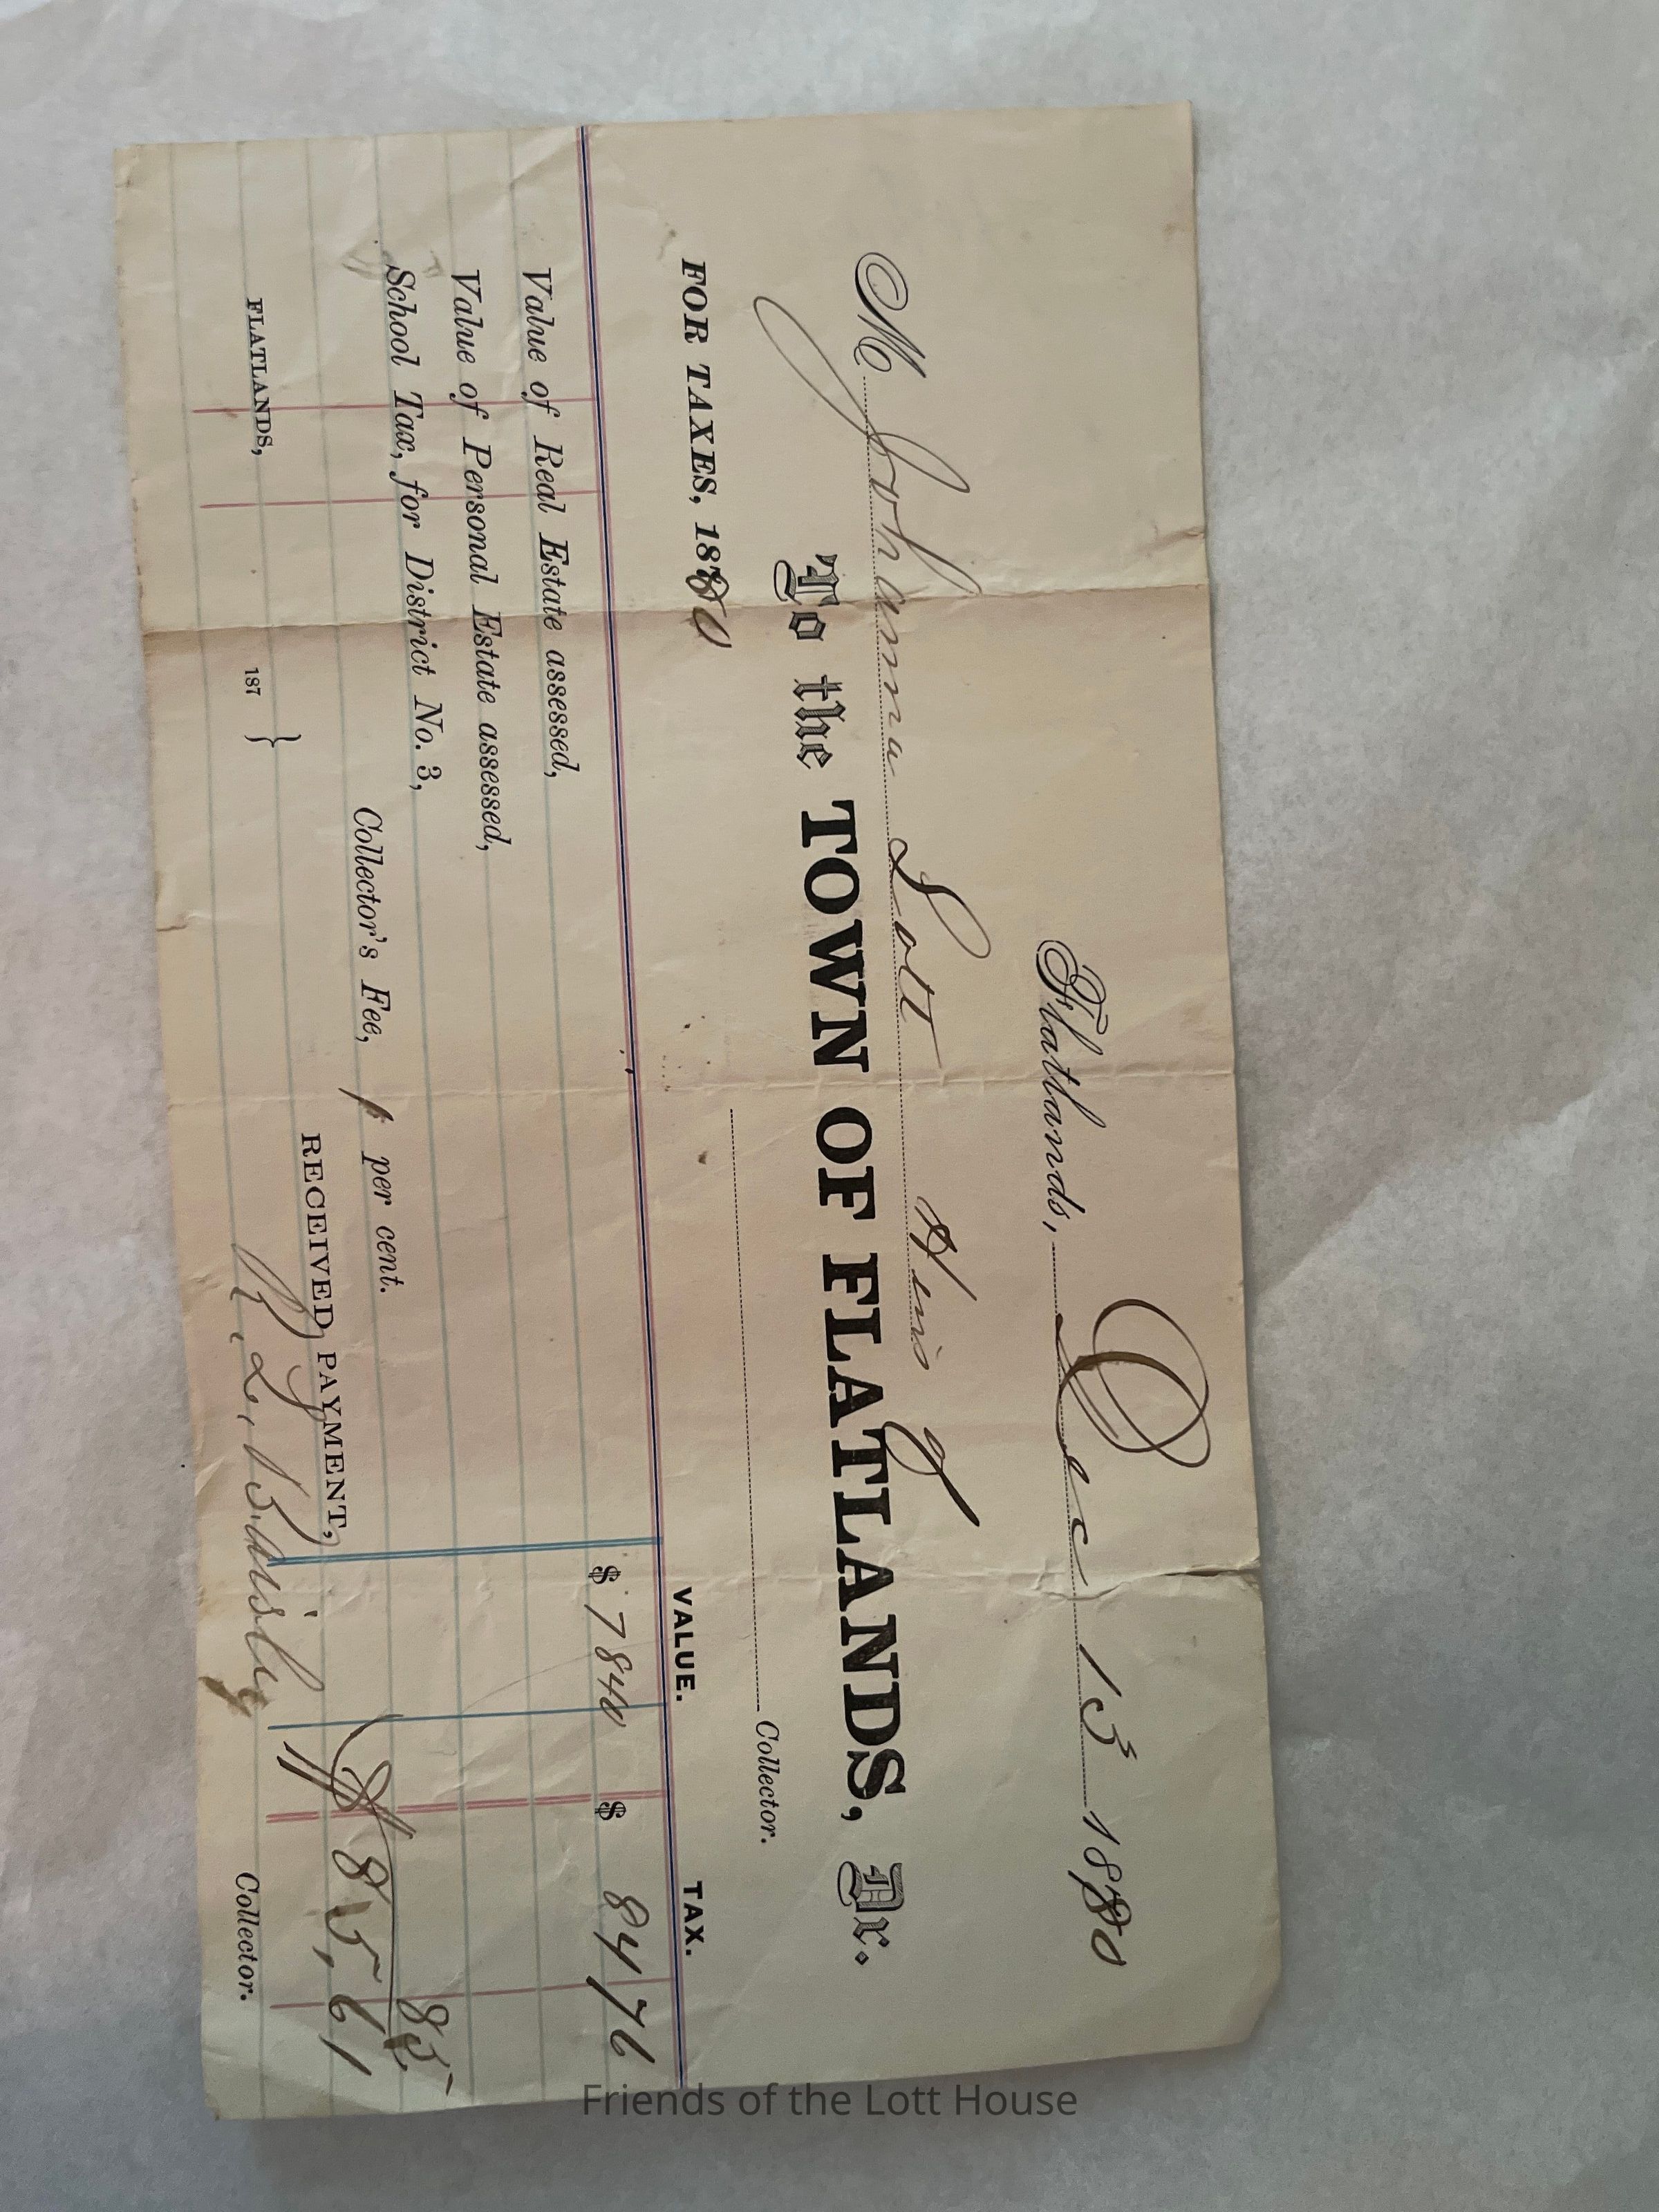 Flatlands, Dec 13 1880
M Johanna Lott
To the TOWN OF FLATLANDS, Dr.
FOR TAXES, 1880
Collector.
VALUE. TAX.
Value of Real Estate assessed, $ 7840 $ 84 76
Value of Personal Estate assessed,
School Tax, for District No. 3,
Collector's Fee, 1 per cent. 85
RECEIVED PAYMENT, $ 85,61
FLATLANDS, 187 }
Collector.
Friends of the Lott House